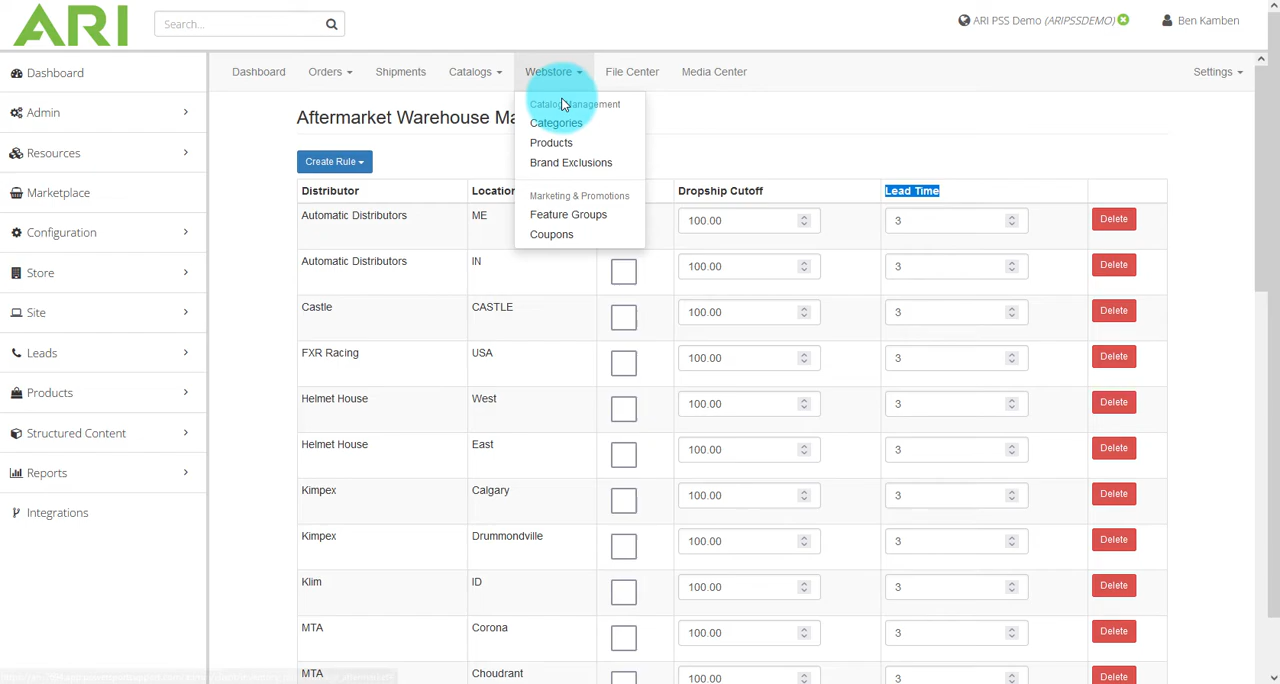 ARI
Search...
ARI PSS Demo (ARIPSSDEMO)
Ben Kamben
Dashboard
Admin
Resources
Marketplace
Configuration
Store
Site
Leads
Products
Structured Content
Reports
Integrations
Dashboard Orders Shipments Catalogs Webstore File Center Media Center Settings
Catalog Management
Categories
Products
Brand Exclusions
Marketing & Promotions
Feature Groups
Coupons
Aftermarket Warehouse Ma
Create Rule
Distributor Location Dropship Cutoff Lead Time
Automatic Distributors ME 100.00 3 Delete
Automatic Distributors IN 100.00 3 Delete
Castle CASTLE 100.00 3 Delete
FXR Racing USA 100.00 3 Delete
Helmet House West 100.00 3 Delete
Helmet House East 100.00 3 Delete
Kimpex Calgary 100.00 3 Delete
Kimpex Drummondville 100.00 3 Delete
Klim ID 100.00 3 Delete
MTA Corona 100.00 3 Delete
MTA Choudrant 100.00 3 Delete